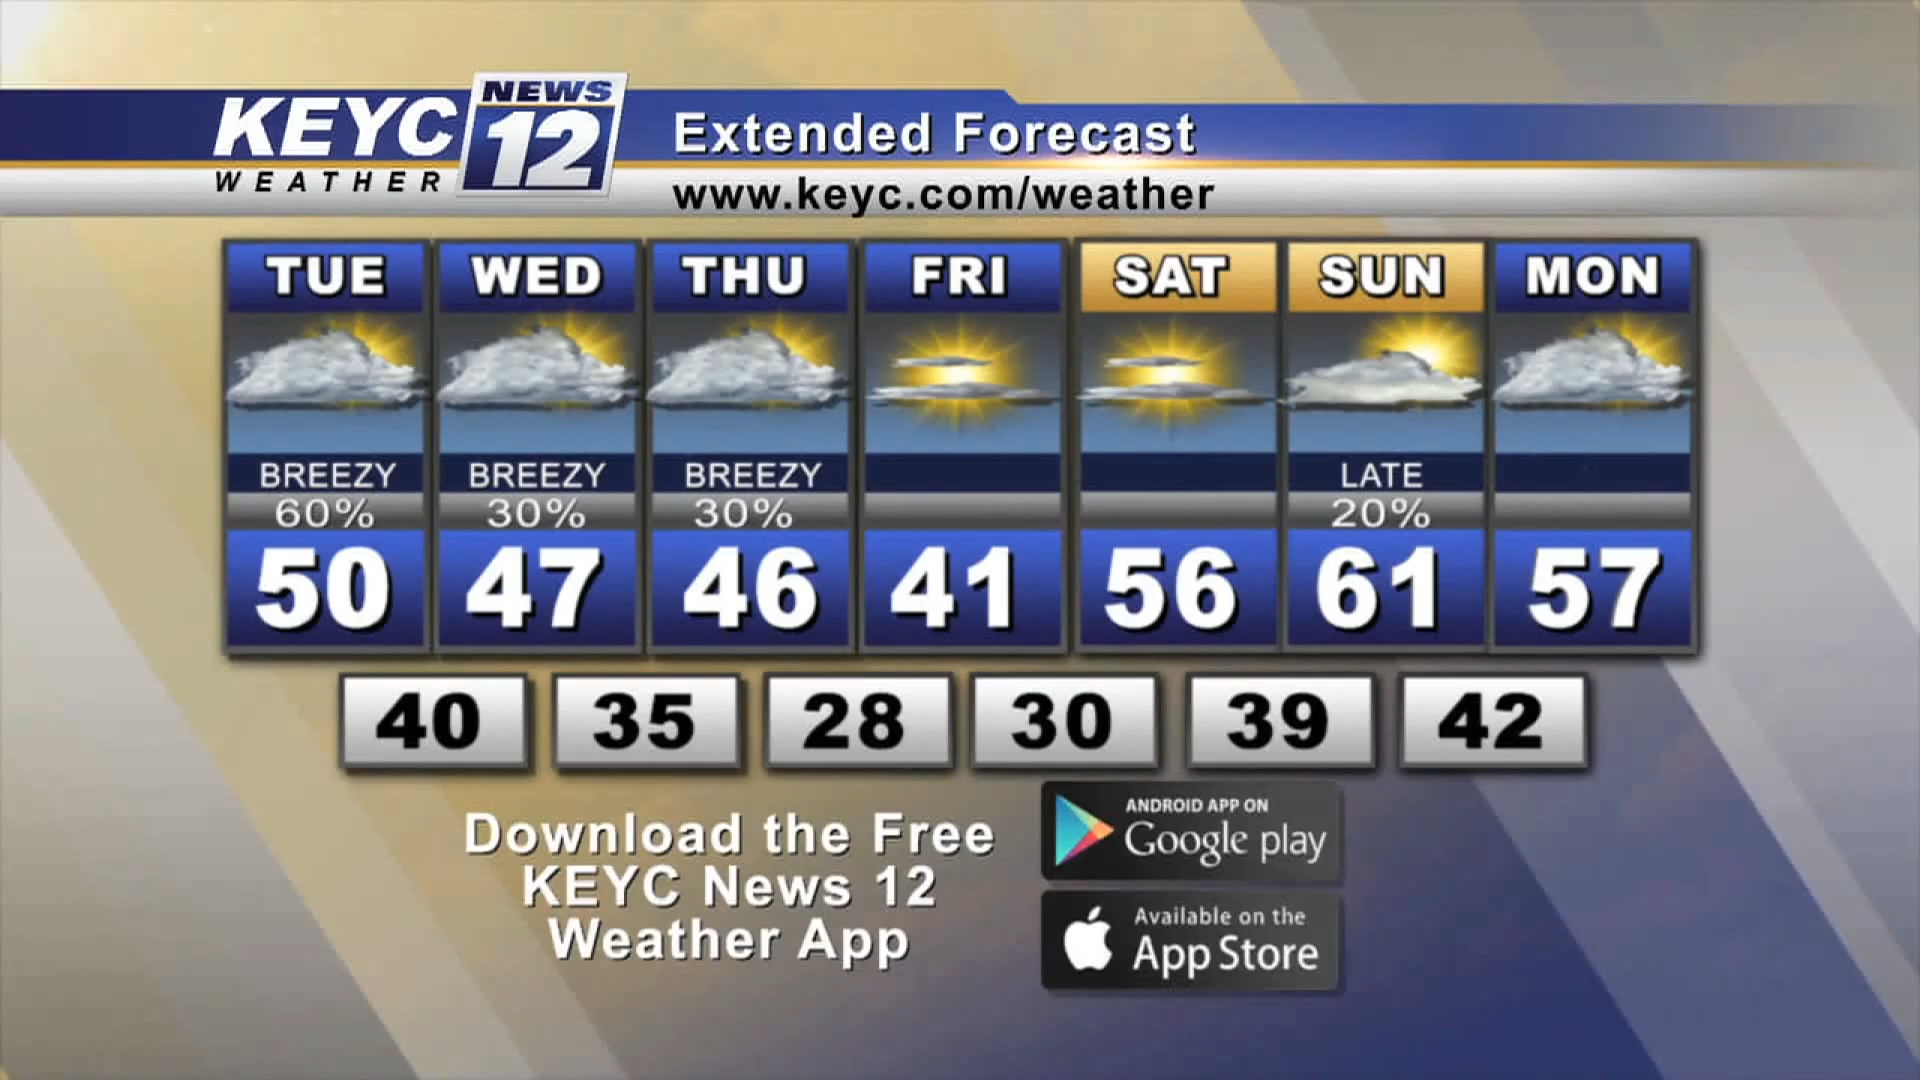 KEYC NEWS 12
WEATHER
Extended Forecast
www.keyc.com/weather
TUE WED THU FRI SAT SUN MON
BREEZY BREEZY BREEZY LATE
60% 30% 30% 20%
50 47 46 41 56 61 57
40 35 28 30 39 42
Download the Free
KEYC News 12
Weather App
ANDROID APP ON
Google play
Available on the
App Store